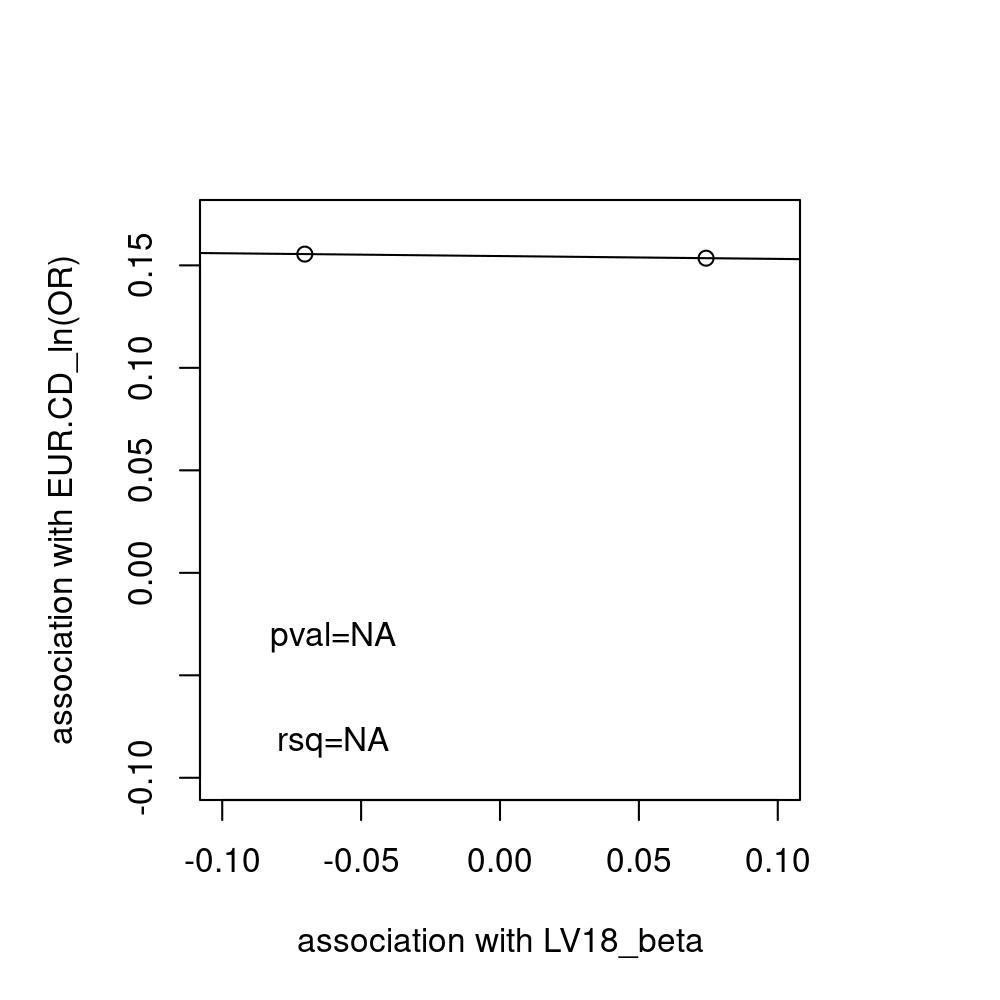 association with EUR.CD_ln(OR)
0.15
0.10
0.05
0.00
-0.10
pval=NA
rsq=NA
-0.10 -0.05 0.00 0.05 0.10
association with LV18_beta